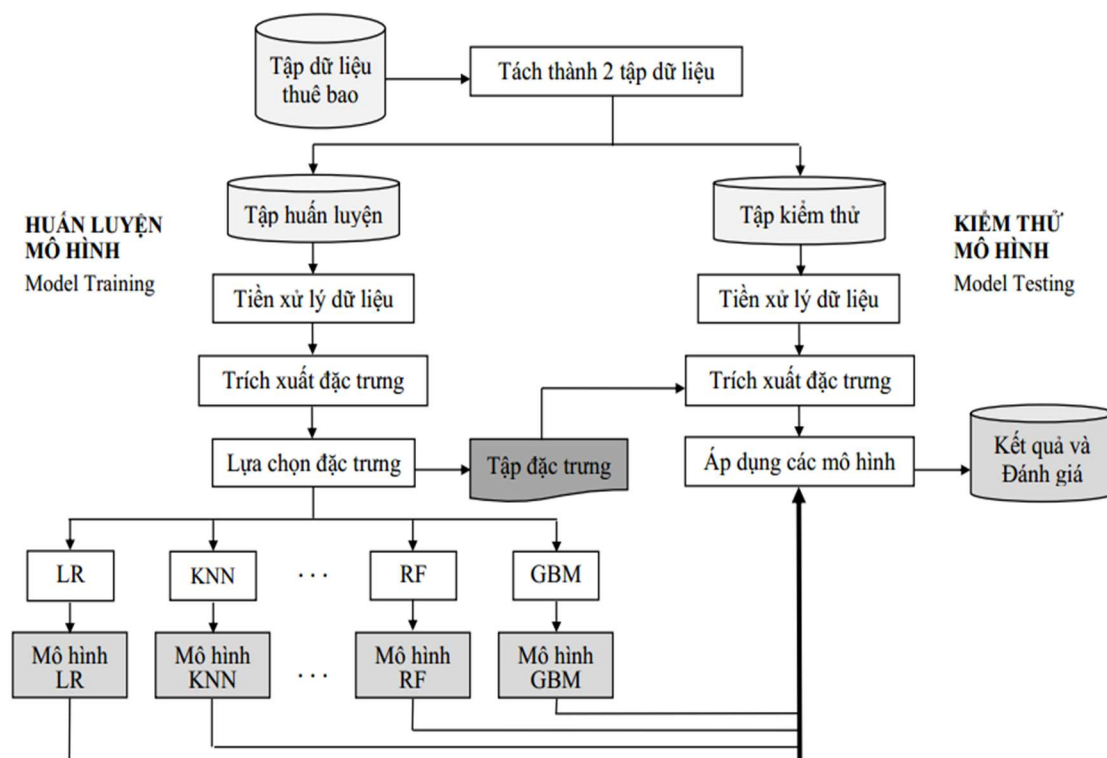 Tập dữ liệu
thuê bao
Tách thành 2 tập dữ liệu
HUẤN LUYỆN
MÔ HÌNH
Model Training
Tập huấn luyện
Tập kiểm thử
KIỂM THỬ
MÔ HÌNH
Model Testing
Tiền xử lý dữ liệu
Tiền xử lý dữ liệu
Trích xuất đặc trưng
Trích xuất đặc trưng
Lựa chọn đặc trưng
Tập đặc trưng
Áp dụng các mô hình
Kết quả và
Đánh giá
LR
KNN
. . .
RF
GBM
Mô hình
LR
Mô hình
KNN
. . .
Mô hình
RF
Mô hình
GBM